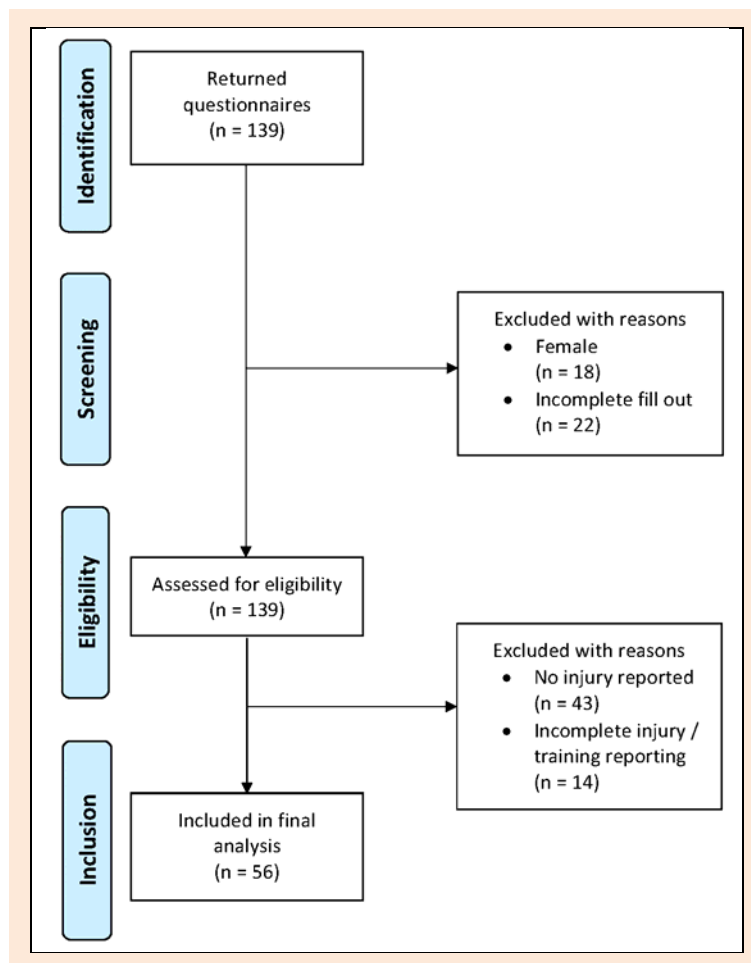 Identification
Returned
questionnaires
(n = 139)
Screening
Excluded with reasons
• Female
(n = 18)
• Incomplete fill out
(n = 22)
Eligibility
Assessed for eligibility
(n = 139)
Excluded with reasons
• No injury reported
(n = 43)
• Incomplete injury /
training reporting
(n = 14)
Inclusion
Included in final
analysis
(n = 56)